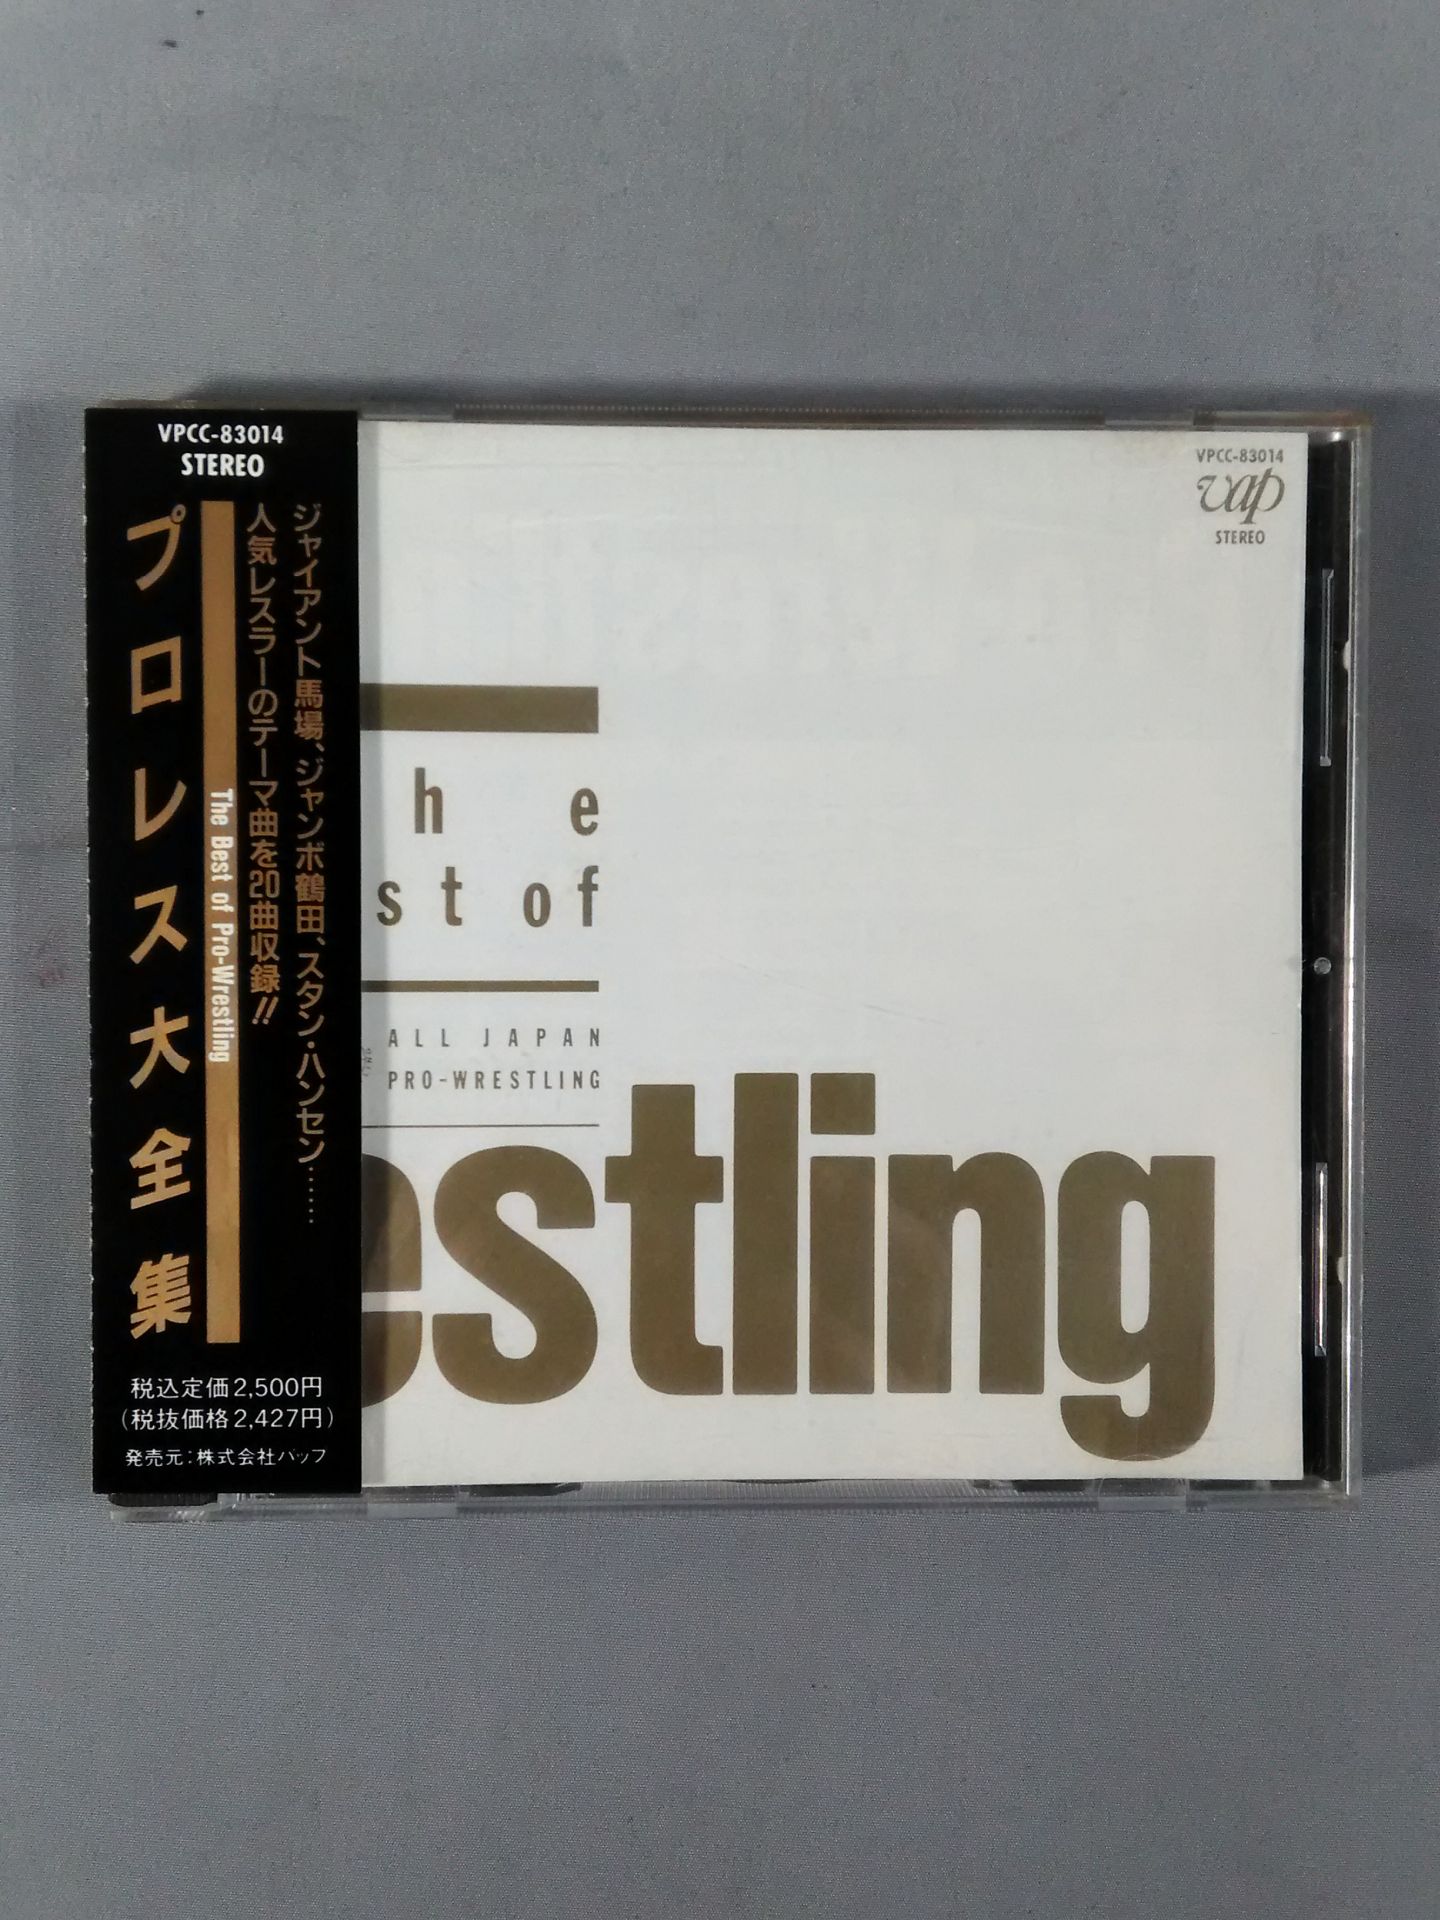 VPCC-83014
STEREO
ジャイアント馬場、ジャンボ鶴田、スタン・ハンセン……
人気レスラーのテーマ曲を20曲収録!!
The Best of Pro-Wrestling
プロレス大全集
税込定価2,500円
(税抜価格2,427円)
発売元:株式会社バップ
VPCC-83014
vap
STEREO
he
st of
ALL JAPAN
PRO-WRESTLING
estling